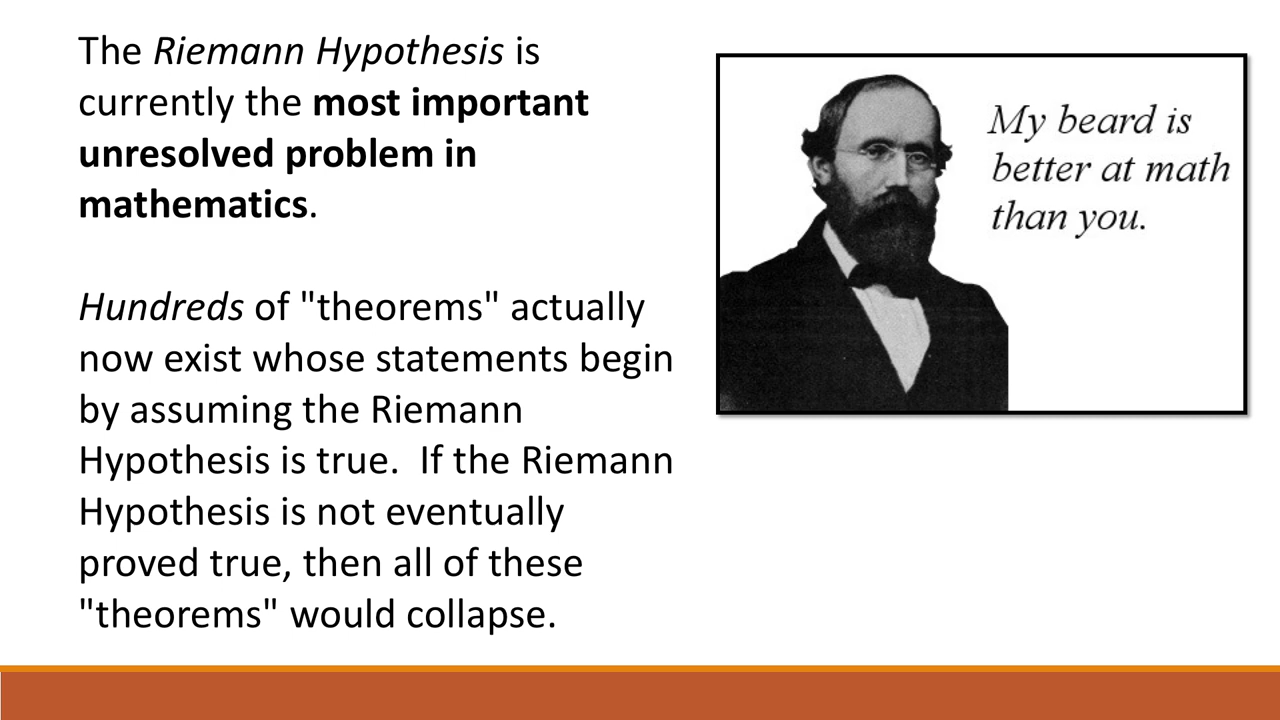 The Riemann Hypothesis is
currently the most important
unresolved problem in
mathematics.
Hundreds of "theorems" actually
now exist whose statements begin
by assuming the Riemann
Hypothesis is true.  If the Riemann
Hypothesis is not eventually
proved true, then all of these
"theorems" would collapse.
My beard is
better at math
than you.